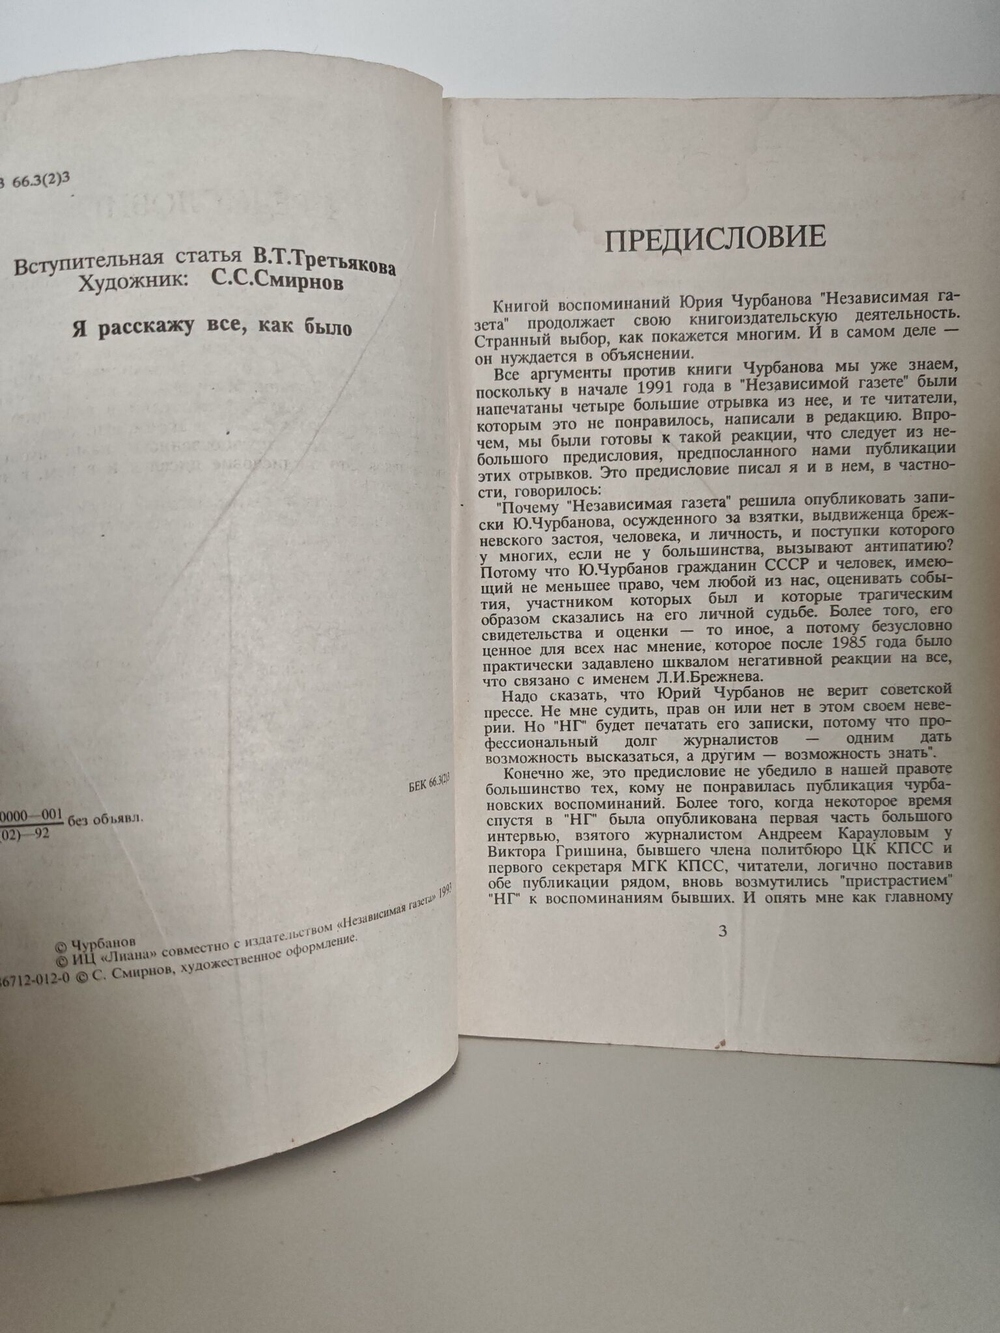 З 66.3(2)3
Вступительная статья В.Т.Третьякова
Художник: С.С.Смирнов
Я расскажу все, как было
БЕК 66.3(2)3
0000—001
02)—92
без объявл.
© Чурбанов
© ИЦ «Лиана» совместно с издательством «Независимая газета» 1993
6712-012-0 © С. Смирнов, художественное оформление.
ПРЕДИСЛОВИЕ
Книгой воспоминаний Юрия Чурбанова "Независимая га-
зета" продолжает свою книгоиздательскую деятельность.
Странный выбор, как покажется многим. И в самом деле —
он нуждается в объяснении.
Все аргументы против книги Чурбанова мы уже знаем,
поскольку в начале 1991 года в "Независимой газете" были
напечатаны четыре большие отрывка из нее, и те читатели,
которым это не понравилось, написали в редакцию. Впро-
чем, мы были готовы к такой реакции, что следует из не-
большого предисловия, предпосланного нами публикации
этих отрывков. Это предисловие писал я и в нем, в частно-
сти, говорилось:
"Почему "Независимая газета" решила опубликовать запи-
ски Ю.Чурбанова, осужденного за взятки, выдвиженца бреж-
невского застоя, человека, и личность, и поступки которого
у многих, если не у большинства, вызывают антипатию?
Потому что Ю.Чурбанов гражданин СССР и человек, имею-
щий не меньшее право, чем любой из нас, оценивать собы-
тия, участником которых был и которые трагическим
образом сказались на его личной судьбе. Более того, его
свидетельства и оценки — то иное, а потому безусловно
ценное для всех нас мнение, которое после 1985 года было
практически задавлено шквалом негативной реакции на все,
что связано с именем Л.И.Брежнева.
Надо сказать, что Юрий Чурбанов не верит советской
прессе. Не мне судить, прав он или нет в этом своем неве-
рии. Но "НГ" будет печатать его записки, потому что про-
фессиональный долг журналистов — одним дать
возможность высказаться, а другим — возможность знать".
Конечно же, это предисловие не убедило в нашей правоте
большинство тех, кому не понравилась публикация чурба-
новских воспоминаний. Более того, когда некоторое время
спустя в "НГ" была опубликована первая часть большого
интервью, взятого журналистом Андреем Карауловым у
Виктора Гришина, бывшего члена политбюро ЦК КПСС и
первого секретаря МГК КПСС, читатели, логично поставив
обе публикации рядом, вновь возмутились "пристрастием"
"НГ" к воспоминаниям бывших. И опять мне как главному
3